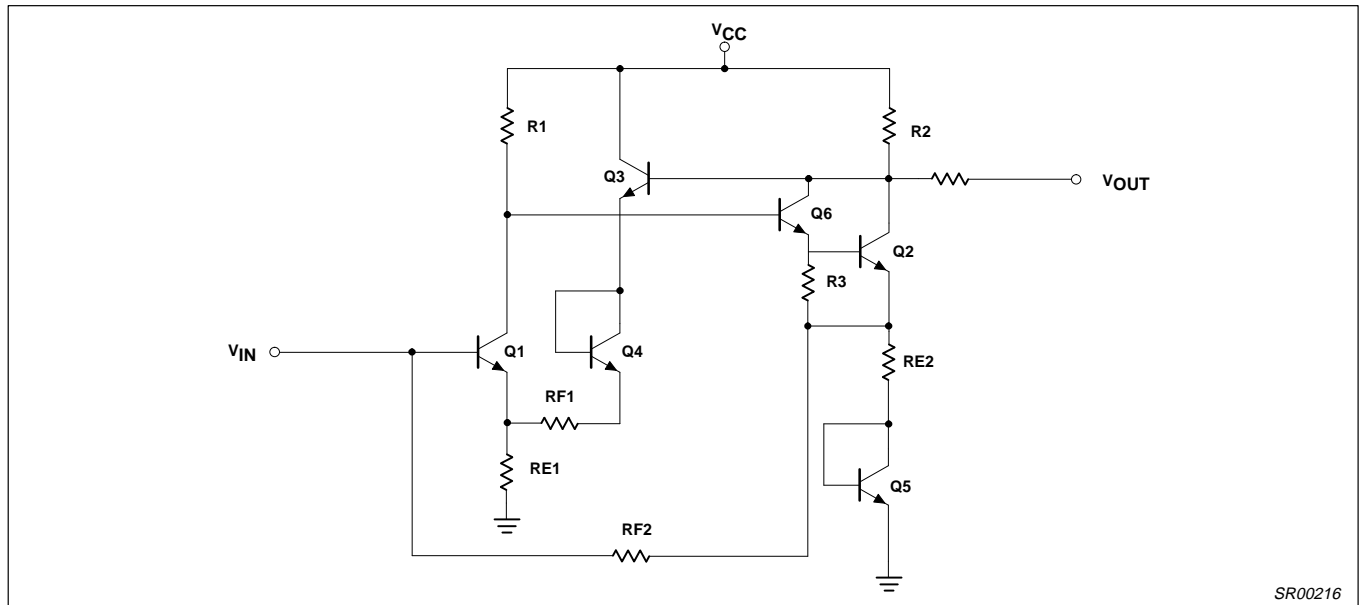 VCC
R1
R2
Q3
VOUT
Q6
Q2
R3
VIN
Q1
Q4
RE2
RF1
RE1
Q5
RF2
SR00216